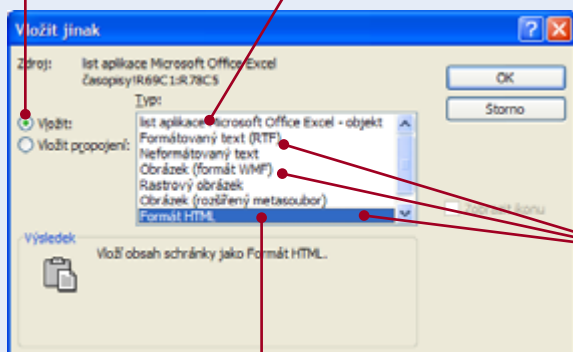 Vložit jinak
Zdroj: list aplikace Microsoft Office Excel
časopisy!R69C1:R78C5
Typ:
Vložit:
Vložit propojení:
list aplikace Microsoft Office Excel - objekt
Formátovaný text (RTF)
Neformátovaný text
Obrázek (formát WMF)
Rastrový obrázek
Obrázek (rozšířený metasoubor)
Formát HTML
OK
Storno
Zobrazit ikonu
Výsledek
Vloží obsah schránky jako Formát HTML.